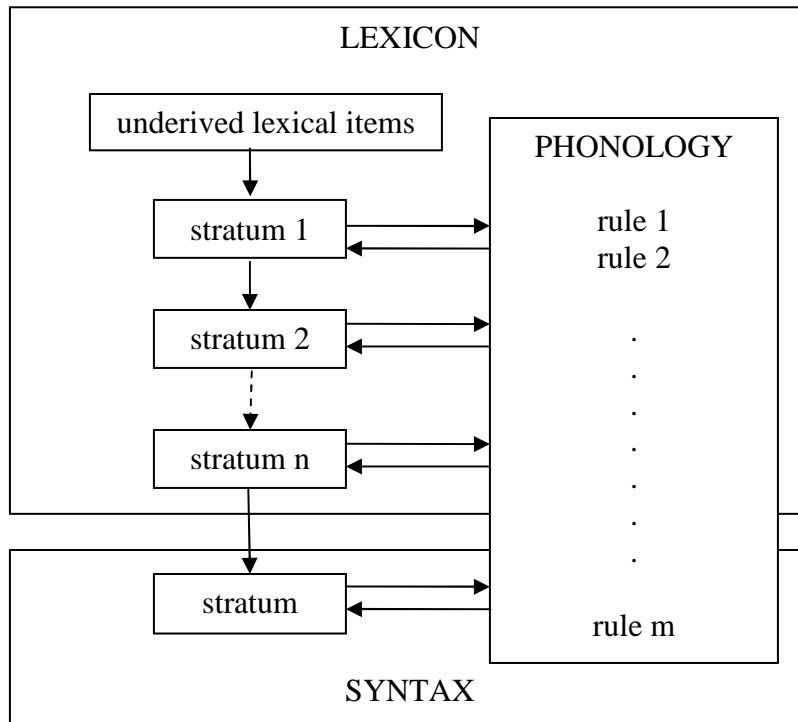 LEXICON
underived lexical items
PHONOLOGY
stratum 1
rule 1
rule 2
stratum 2
.
.
.
stratum n
.
.
.
.
stratum
rule m
SYNTAX